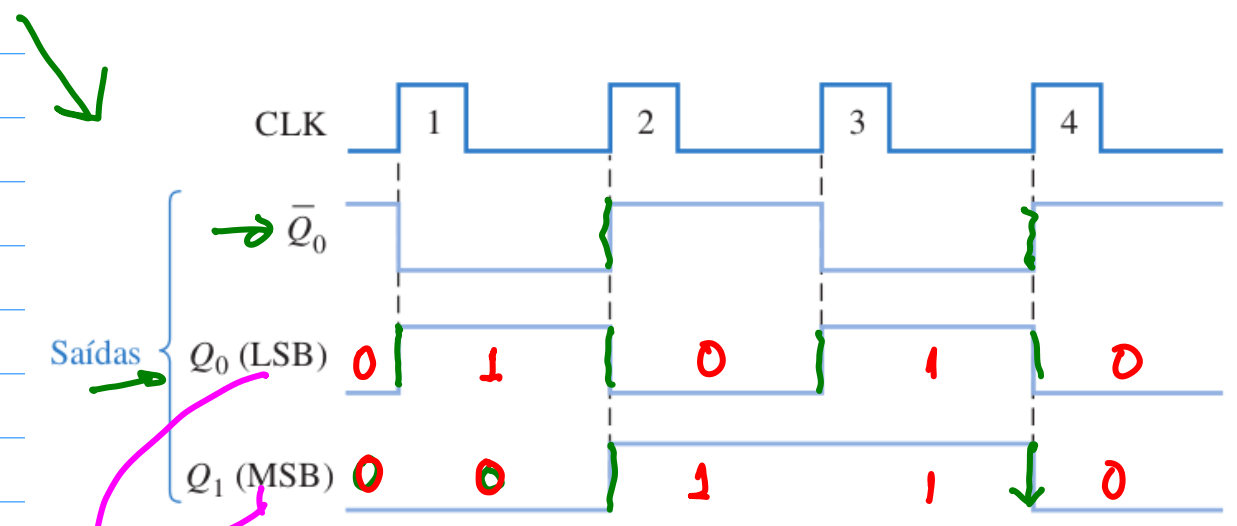 CLK 1 2 3 4
Q̅₀
Saídas
Q₀ (LSB) 0 1 0 1 0
Q₁ (MSB) 0 0 1 1 0